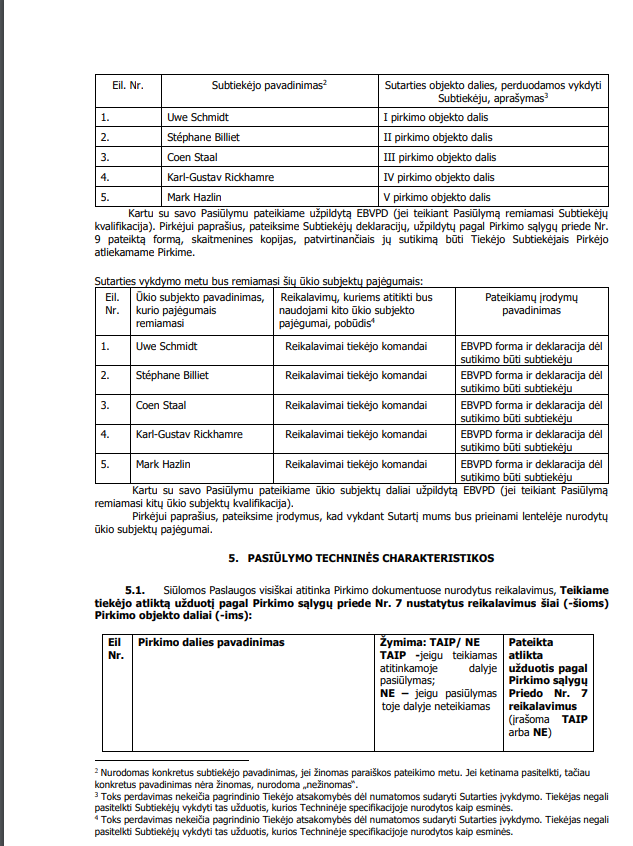 Eil. Nr. Subtiekėjo pavadinimas2 Sutarties objekto dalies, perduodamos vykdyti
Subtiekėju, aprašymas3
1. Uwe Schmidt I pirkimo objekto dalis
2. Stéphane Billiet II pirkimo objekto dalis
3. Coen Staal III pirkimo objekto dalis
4. Karl-Gustav Rickhamre IV pirkimo objekto dalis
5. Mark Hazlin V pirkimo objekto dalis
Kartu su savo Pasiūlymu pateikiame užpildytą EBVPD (jei teikiant Pasiūlymą remiamasi Subtiekėjų
kvalifikacija). Pirkėjui paprašius, pateiksime Subtiekėjų deklaracijų, užpildytų pagal Pirkimo sąlygų priede Nr.
9 pateiktą formą, skaitmenines kopijas, patvirtinančiais jų sutikimą būti Tiekėjo Subtiekėjais Pirkėjo
atliekamame Pirkime.
Sutarties vykdymo metu bus remiamasi šių ūkio subjektų pajėgumais:
Eil. Ūkio subjekto pavadinimas, Reikalavimų, kuriems atitikti bus Pateikiamų įrodymų
Nr. kurio pajėgumais naudojami kito ūkio subjekto pavadinimas
remiamasi pajėgumai, pobūdis4
1. Uwe Schmidt Reikalavimai tiekėjo komandai EBVPD forma ir deklaracija dėl
sutikimo būti subtiekėju
2. Stéphane Billiet Reikalavimai tiekėjo komandai EBVPD forma ir deklaracija dėl
sutikimo būti subtiekėju
3. Coen Staal Reikalavimai tiekėjo komandai EBVPD forma ir deklaracija dėl
sutikimo būti subtiekėju
4. Karl-Gustav Rickhamre Reikalavimai tiekėjo komandai EBVPD forma ir deklaracija dėl
sutikimo būti subtiekėju
5. Mark Hazlin Reikalavimai tiekėjo komandai EBVPD forma ir deklaracija dėl
sutikimo būti subtiekėju
Kartu su savo Pasiūlymu pateikiame ūkio subjektų daliai užpildytą EBVPD (jei teikiant Pasiūlymą
remiamasi kitų ūkio subjektų kvalifikacija).
Pirkėjui paprašius, pateiksime įrodymus, kad vykdant Sutartį mums bus prieinami lentelėje nurodytų
ūkio subjektų pajėgumai.
5. PASIŪLYMO TECHNINĖS CHARAKTERISTIKOS
5.1. Siūlomos Paslaugos visiškai atitinka Pirkimo dokumentuose nurodytus reikalavimus, Teikiame
tiekėjo atliktą užduotį pagal Pirkimo sąlygų priede Nr. 7 nustatytus reikalavimus šiai (-šioms)
Pirkimo objekto daliai (-ims):
Eil Pirkimo dalies pavadinimas Žymima: TAIP/ NE Pateikta
Nr. TAIP -jeigu teikiamas atlikta
atitinkamoje dalyje užduotis pagal
pasiūlymas; Pirkimo sąlygų
NE – jeigu pasiūlymas Priedo Nr. 7
toje dalyje neteikiamas reikalavimus
(įrašoma TAIP
arba NE)
2 Nurodomas konkretus subtiekėjo pavadinimas, jei žinomas paraiškos pateikimo metu. Jei ketinama pasitelkti, tačiau
konkretus pavadinimas nėra žinomas, nurodoma „nežinomas“.
3 Toks perdavimas nekeičia pagrindinio Tiekėjo atsakomybės dėl numatomos sudaryti Sutarties įvykdymo. Tiekėjas negali
pasitelkti Subtiekėjų vykdyti tas užduotis, kurios Techninėje specifikacijoje nurodytos kaip esminės.
4 Toks perdavimas nekeičia pagrindinio Tiekėjo atsakomybės dėl numatomos sudaryti Sutarties įvykdymo. Tiekėjas negali
pasitelkti Subtiekėjų vykdyti tas užduotis, kurios Techninėje specifikacijoje nurodytos kaip esminės.